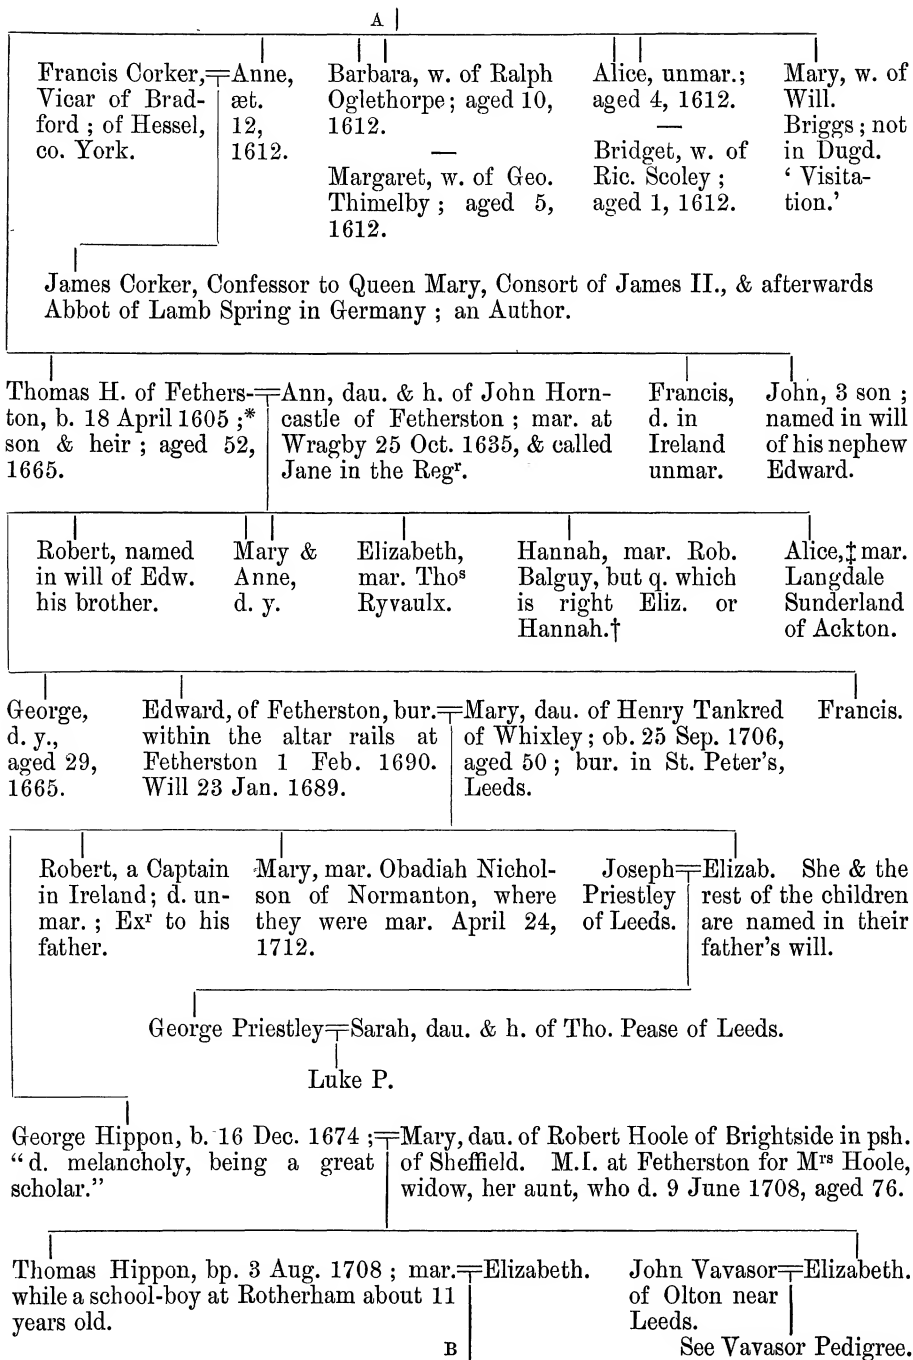 A
Francis Corker,
Vicar of Brad-
ford ; of Hessel,
co. York.
Anne,
æt.
12,
1612.
Barbara, w. of Ralph
Oglethorpe ; aged 10,
1612.
—
Margaret, w. of Geo.
Thimelby ; aged 5,
1612.
Alice, unmar.;
aged 4, 1612.
—
Bridget, w. of
Ric. Scoley ;
aged 1, 1612.
Mary, w. of
Will.
Briggs ; not
in Dugd.
‘ Visita-
tion.’
James Corker, Confessor to Queen Mary, Consort of James II., & afterwards
Abbot of Lamb Spring in Germany ; an Author.
Thomas H. of Fethers-
ton, b. 18 April 1605 ;*
son & heir ; aged 52,
1665.
Ann, dau. & h. of John Horn-
castle of Fetherston ; mar. at
Wragby 25 Oct. 1635, & called
Jane in the Regr.
Francis,
d. in
Ireland
unmar.
John, 3 son ;
named in will
of his nephew
Edward.
Robert, named
in will of Edw.
his brother.
Mary &
Anne,
d. y.
Elizabeth,
mar. Thos
Ryvaulx.
Hannah, mar. Rob.
Balguy, but q. which
is right Eliz. or
Hannah.†
Alice,‡ mar.
Langdale
Sunderland
of Ackton.
George,
d. y.,
aged 29,
1665.
Edward, of Fetherston, bur.
within the altar rails at
Fetherston 1 Feb. 1690.
Will 23 Jan. 1689.
Mary, dau. of Henry Tankred
of Whixley ; ob. 25 Sep. 1706,
aged 50 ; bur. in St. Peter's,
Leeds.
Francis.
Robert, a Captain
in Ireland; d. un-
mar. ; Exr to his
father.
Mary, mar. Obadiah Nichol-
son of Normanton, where
they were mar. April 24,
1712.
Joseph
Priestley
of Leeds.
Elizab. She & the
rest of the children
are named in their
father's will.
George Priestley
Sarah, dau. & h. of Tho. Pease of Leeds.
Luke P.
George Hippon, b. 16 Dec. 1674 ;
“ d. melancholy, being a great
scholar.”
Mary, dau. of Robert Hoole of Brightside in psh.
of Sheffield. M.I. at Fetherston for Mrs Hoole,
widow, her aunt, who d. 9 June 1708, aged 76.
Thomas Hippon, bp. 3 Aug. 1708 ; mar.
while a school-boy at Rotherham about 11
years old.
Elizabeth.
John Vavasor
of Olton near
Leeds.
Elizabeth.
See Vavasor Pedigree.
B